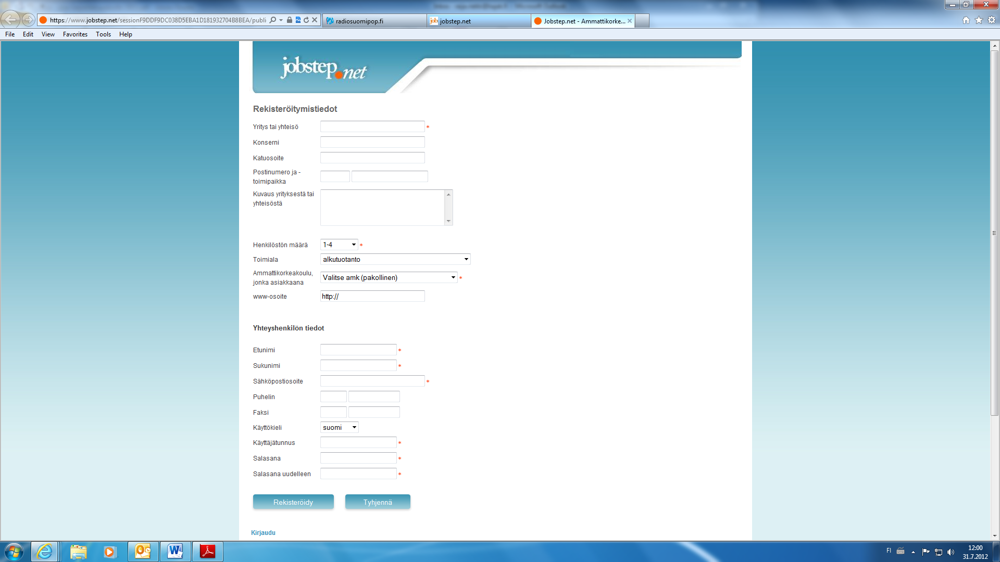 https://www.jobstep.net/sessionF9DDF9DC038D5EBA1D181932704B8BEA/publi
radiosuomipop.fi
jobstep.net
Jobstep.net - Ammattikorke...
File Edit View Favorites Tools Help
jobstep.net
Rekisteröitymistiedot
Yritys tai yhteisö *
Konserni
Katuosoite
Postinumero ja -
toimipaikka
Kuvaus yrityksestä tai
yhteisöstä
Henkilöstön määrä 1-4 *
Toimiala alkutuotanto
Ammattikorkeakoulu,
jonka asiakkaana Valitse amk (pakollinen) *
www-osoite http://
Yhteyshenkilön tiedot
Etunimi *
Sukunimi *
Sähköpostiosoite *
Puhelin
Faksi
Käyttökieli suomi
Käyttäjätunnus *
Salasana *
Salasana uudelleen *
Rekisteröidy Tyhjennä
Kirjaudu
FI 12:00
31.7.2012